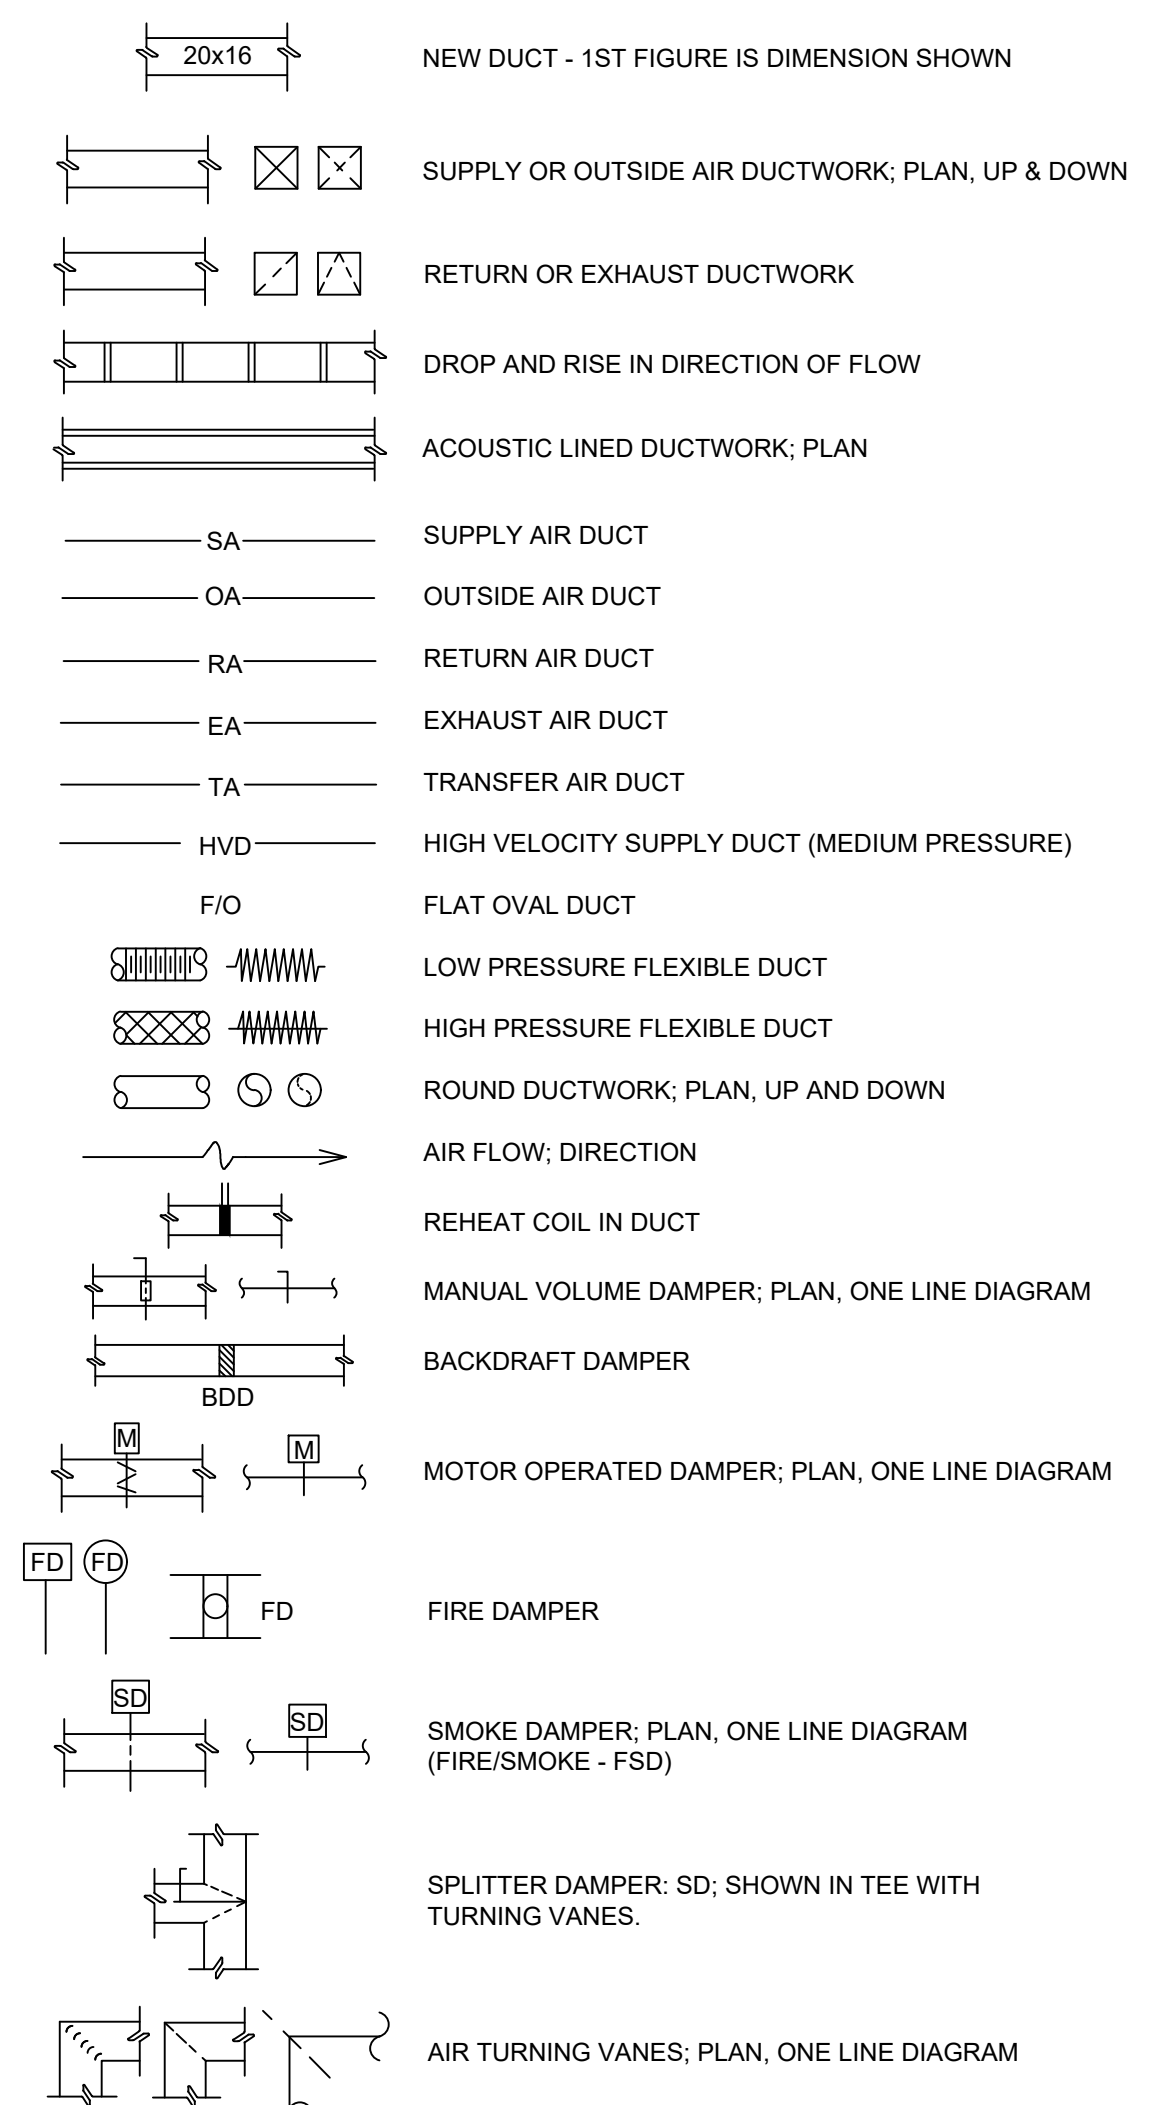 20x16 NEW DUCT - 1ST FIGURE IS DIMENSION SHOWN
SUPPLY OR OUTSIDE AIR DUCTWORK; PLAN, UP & DOWN
RETURN OR EXHAUST DUCTWORK
DROP AND RISE IN DIRECTION OF FLOW
ACOUSTIC LINED DUCTWORK; PLAN
SA SUPPLY AIR DUCT
OA OUTSIDE AIR DUCT
RA RETURN AIR DUCT
EA EXHAUST AIR DUCT
TA TRANSFER AIR DUCT
HVD HIGH VELOCITY SUPPLY DUCT (MEDIUM PRESSURE)
F/O FLAT OVAL DUCT
LOW PRESSURE FLEXIBLE DUCT
HIGH PRESSURE FLEXIBLE DUCT
ROUND DUCTWORK; PLAN, UP AND DOWN
AIR FLOW; DIRECTION
REHEAT COIL IN DUCT
MANUAL VOLUME DAMPER; PLAN, ONE LINE DIAGRAM
BACKDRAFT DAMPER
BDD
M M MOTOR OPERATED DAMPER; PLAN, ONE LINE DIAGRAM
FD FD
FD FIRE DAMPER
SD
SD SMOKE DAMPER; PLAN, ONE LINE DIAGRAM
(FIRE/SMOKE - FSD)
SPLITTER DAMPER: SD; SHOWN IN TEE WITH
TURNING VANES.
AIR TURNING VANES; PLAN, ONE LINE DIAGRAM